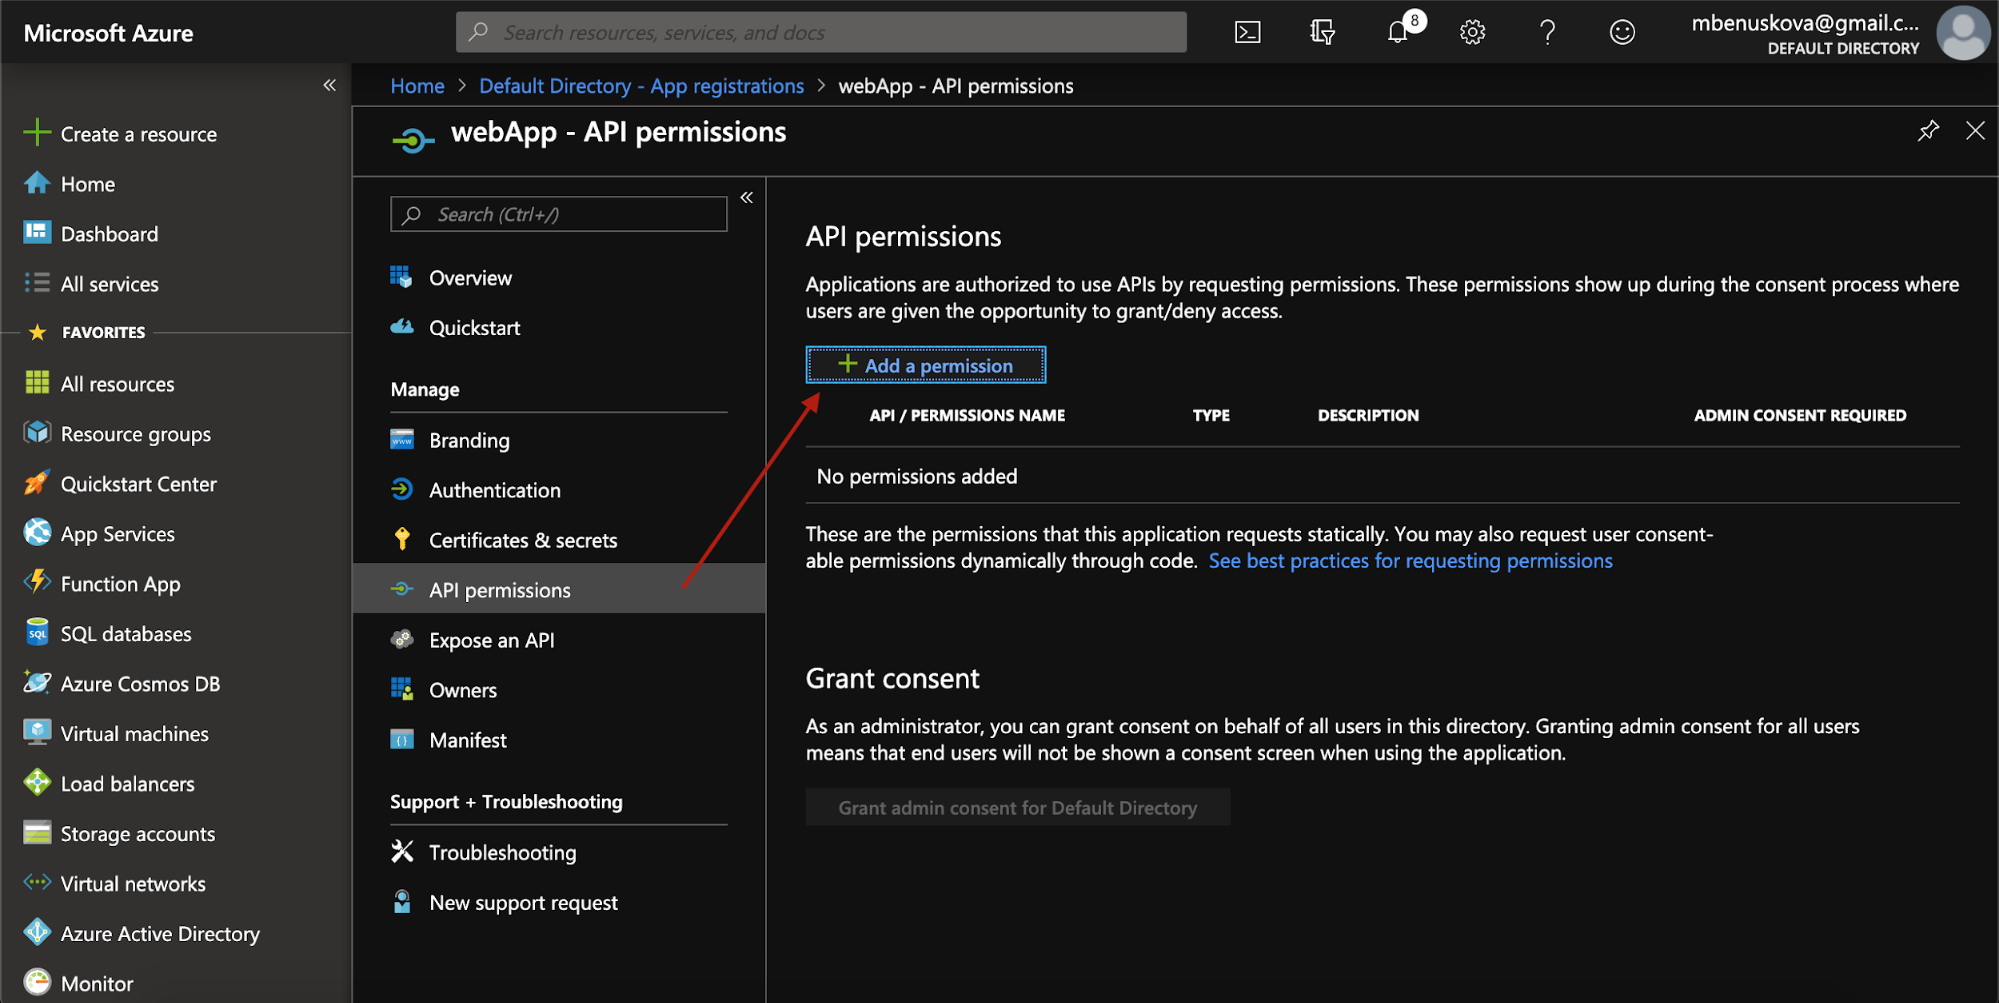 Microsoft Azure
Search resources, services, and docs
8
mbenuskova@gmail.c...
DEFAULT DIRECTORY
«
Create a resource
Home
Dashboard
All services
FAVORITES
All resources
Resource groups
Quickstart Center
App Services
Function App
SQL
SQL databases
Azure Cosmos DB
Virtual machines
Load balancers
Storage accounts
Virtual networks
Azure Active Directory
Monitor
Home > Default Directory - App registrations > webApp - API permissions
webApp - API permissions
Search (Ctrl+/)
«
Overview
Quickstart
Manage
www
Branding
Authentication
Certificates & secrets
API permissions
Expose an API
Owners
Manifest
Support + Troubleshooting
Troubleshooting
New support request
API permissions
Applications are authorized to use APIs by requesting permissions. These permissions show up during the consent process where
users are given the opportunity to grant/deny access.
+ Add a permission
API / PERMISSIONS NAME TYPE DESCRIPTION ADMIN CONSENT REQUIRED
No permissions added
These are the permissions that this application requests statically. You may also request user consent-
able permissions dynamically through code. See best practices for requesting permissions
Grant consent
As an administrator, you can grant consent on behalf of all users in this directory. Granting admin consent for all users
means that end users will not be shown a consent screen when using the application.
Grant admin consent for Default Directory